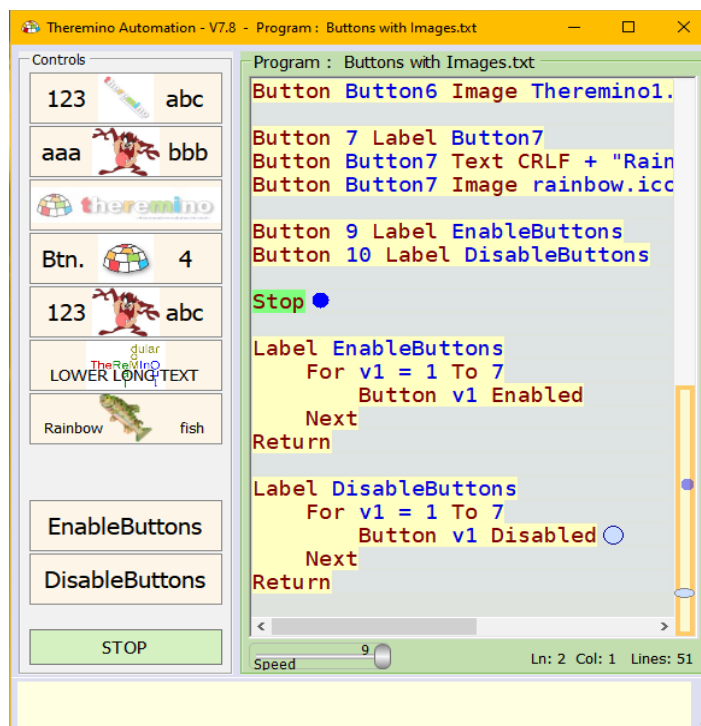 Theremino Automation - V7.8 - Program : Buttons with Images.txt
Controls
123 abc
aaa bbb
theremino
Btn. 4
123 abc
dular
TheReMInO
LOWER LONG TEXT
Rainbow fish
EnableButtons
DisableButtons
STOP
Program : Buttons with Images.txt
Button Button6 Image Theremino1.
Button 7 Label Button7
Button Button7 Text CRLF + "Rain
Button Button7 Image rainbow.ico
Button 9 Label EnableButtons
Button 10 Label DisableButtons
Stop
Label EnableButtons
For v1 = 1 To 7
Button v1 Enabled
Next
Return
Label DisableButtons
For v1 = 1 To 7
Button v1 Disabled
Next
Return
Speed 9
Ln: 2 Col: 1 Lines: 51